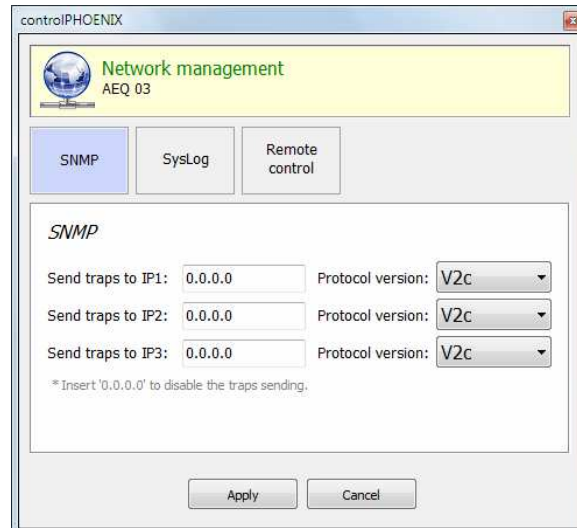 controlPHOENIX
Network management
AEQ 03
SNMP
SysLog
Remote
control
SNMP
Send traps to IP1: 0.0.0.0 Protocol version: V2c
Send traps to IP2: 0.0.0.0 Protocol version: V2c
Send traps to IP3: 0.0.0.0 Protocol version: V2c
* Insert '0.0.0.0' to disable the traps sending.
Apply Cancel